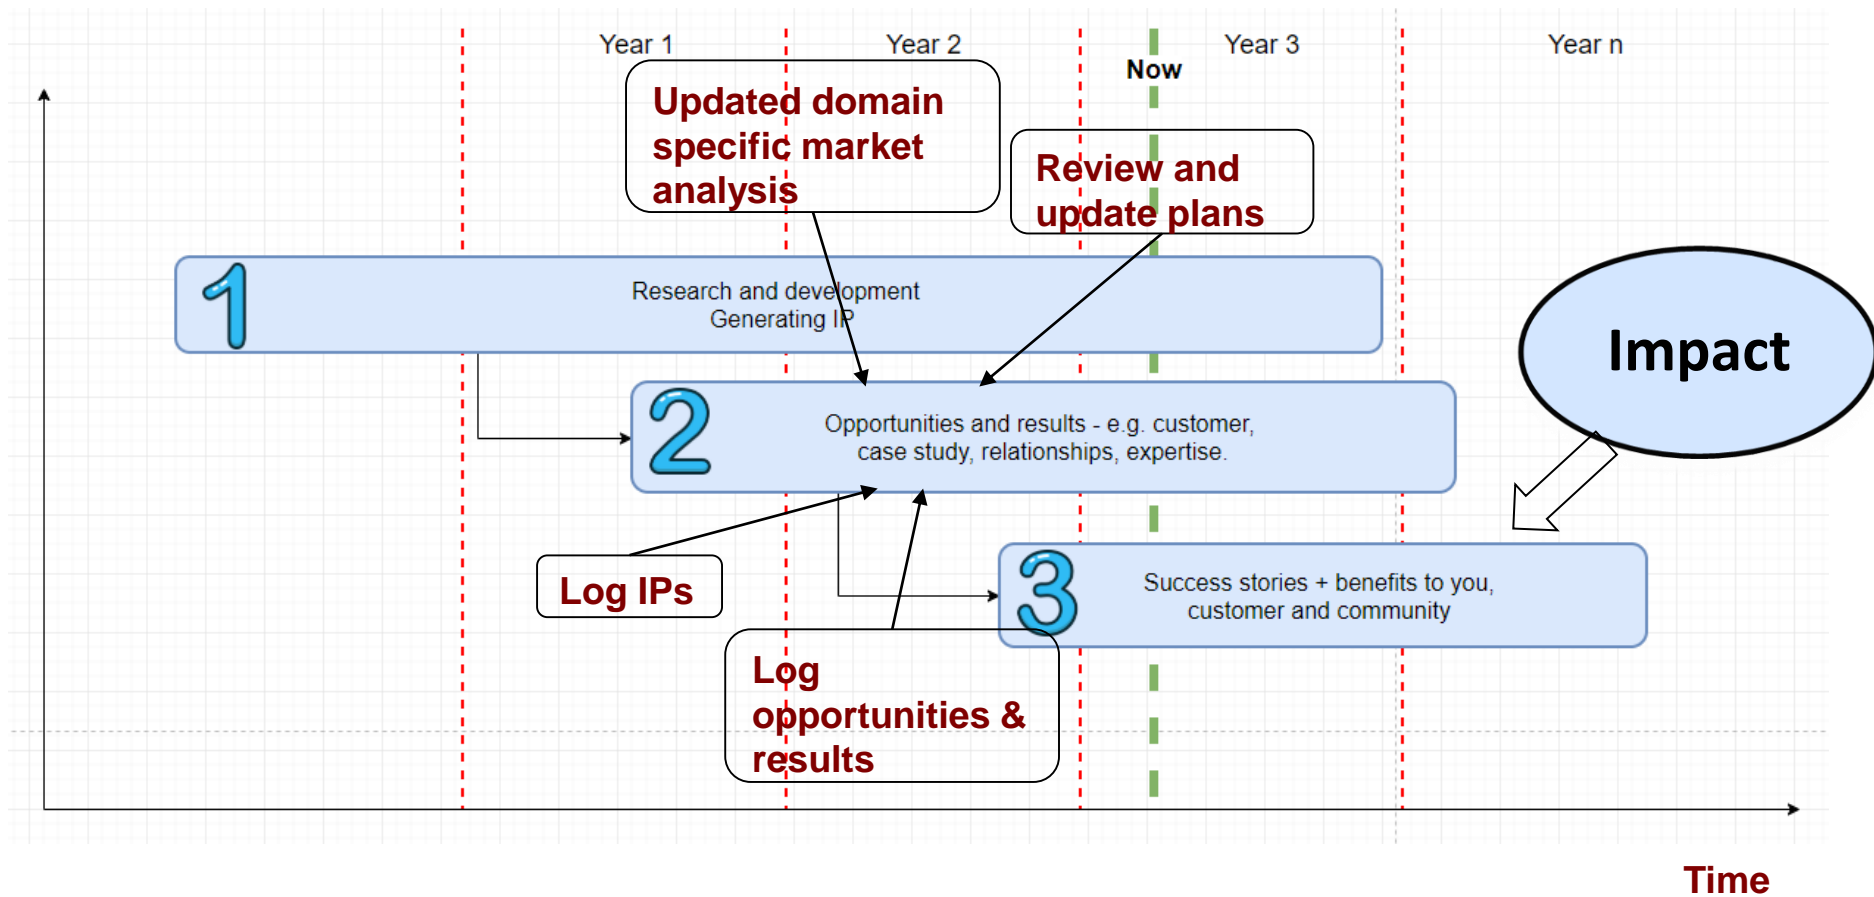 Year 1
Year 2
Year 3
Year n
Now
Updated domain
specific market
analysis
Review and
update plans
1
Research and development
Generating IP
Impact
2
Opportunities and results - e.g. customer,
case study, relationships, expertise.
Log IPs
3
Success stories + benefits to you,
customer and community
Log
opportunities &
results
Time